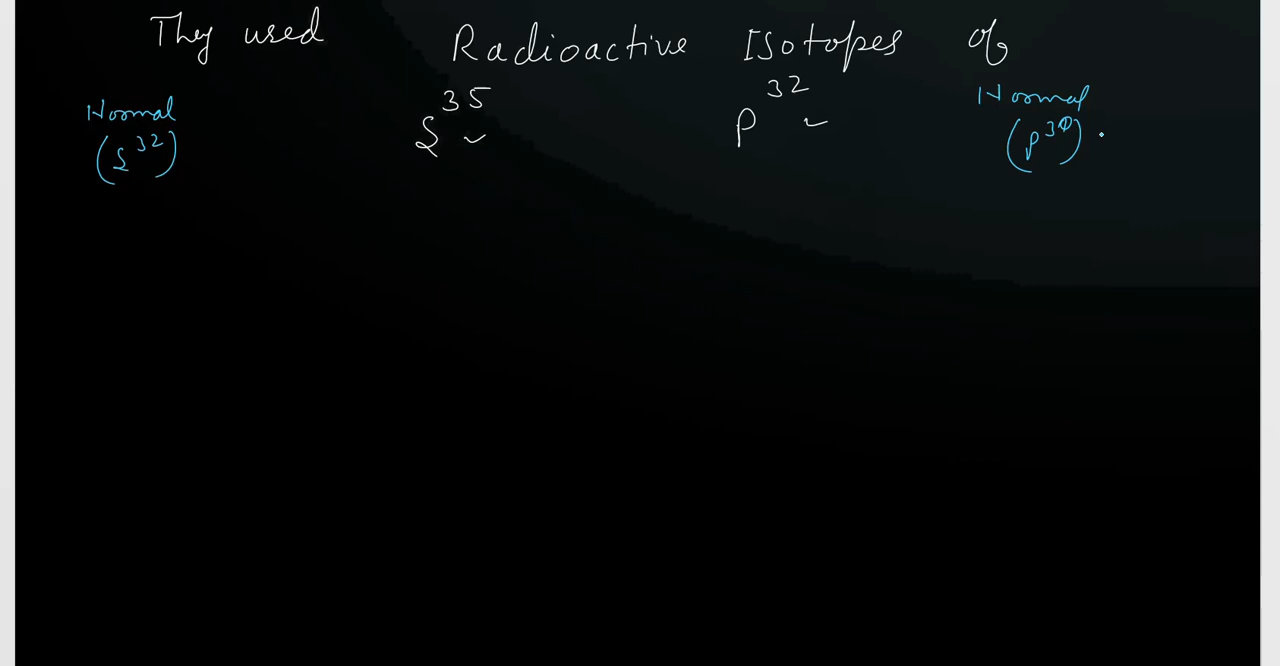 They used Radioactive Isotopes of
Normal S³⁵ P³² Normal
(S³²) (P³¹)